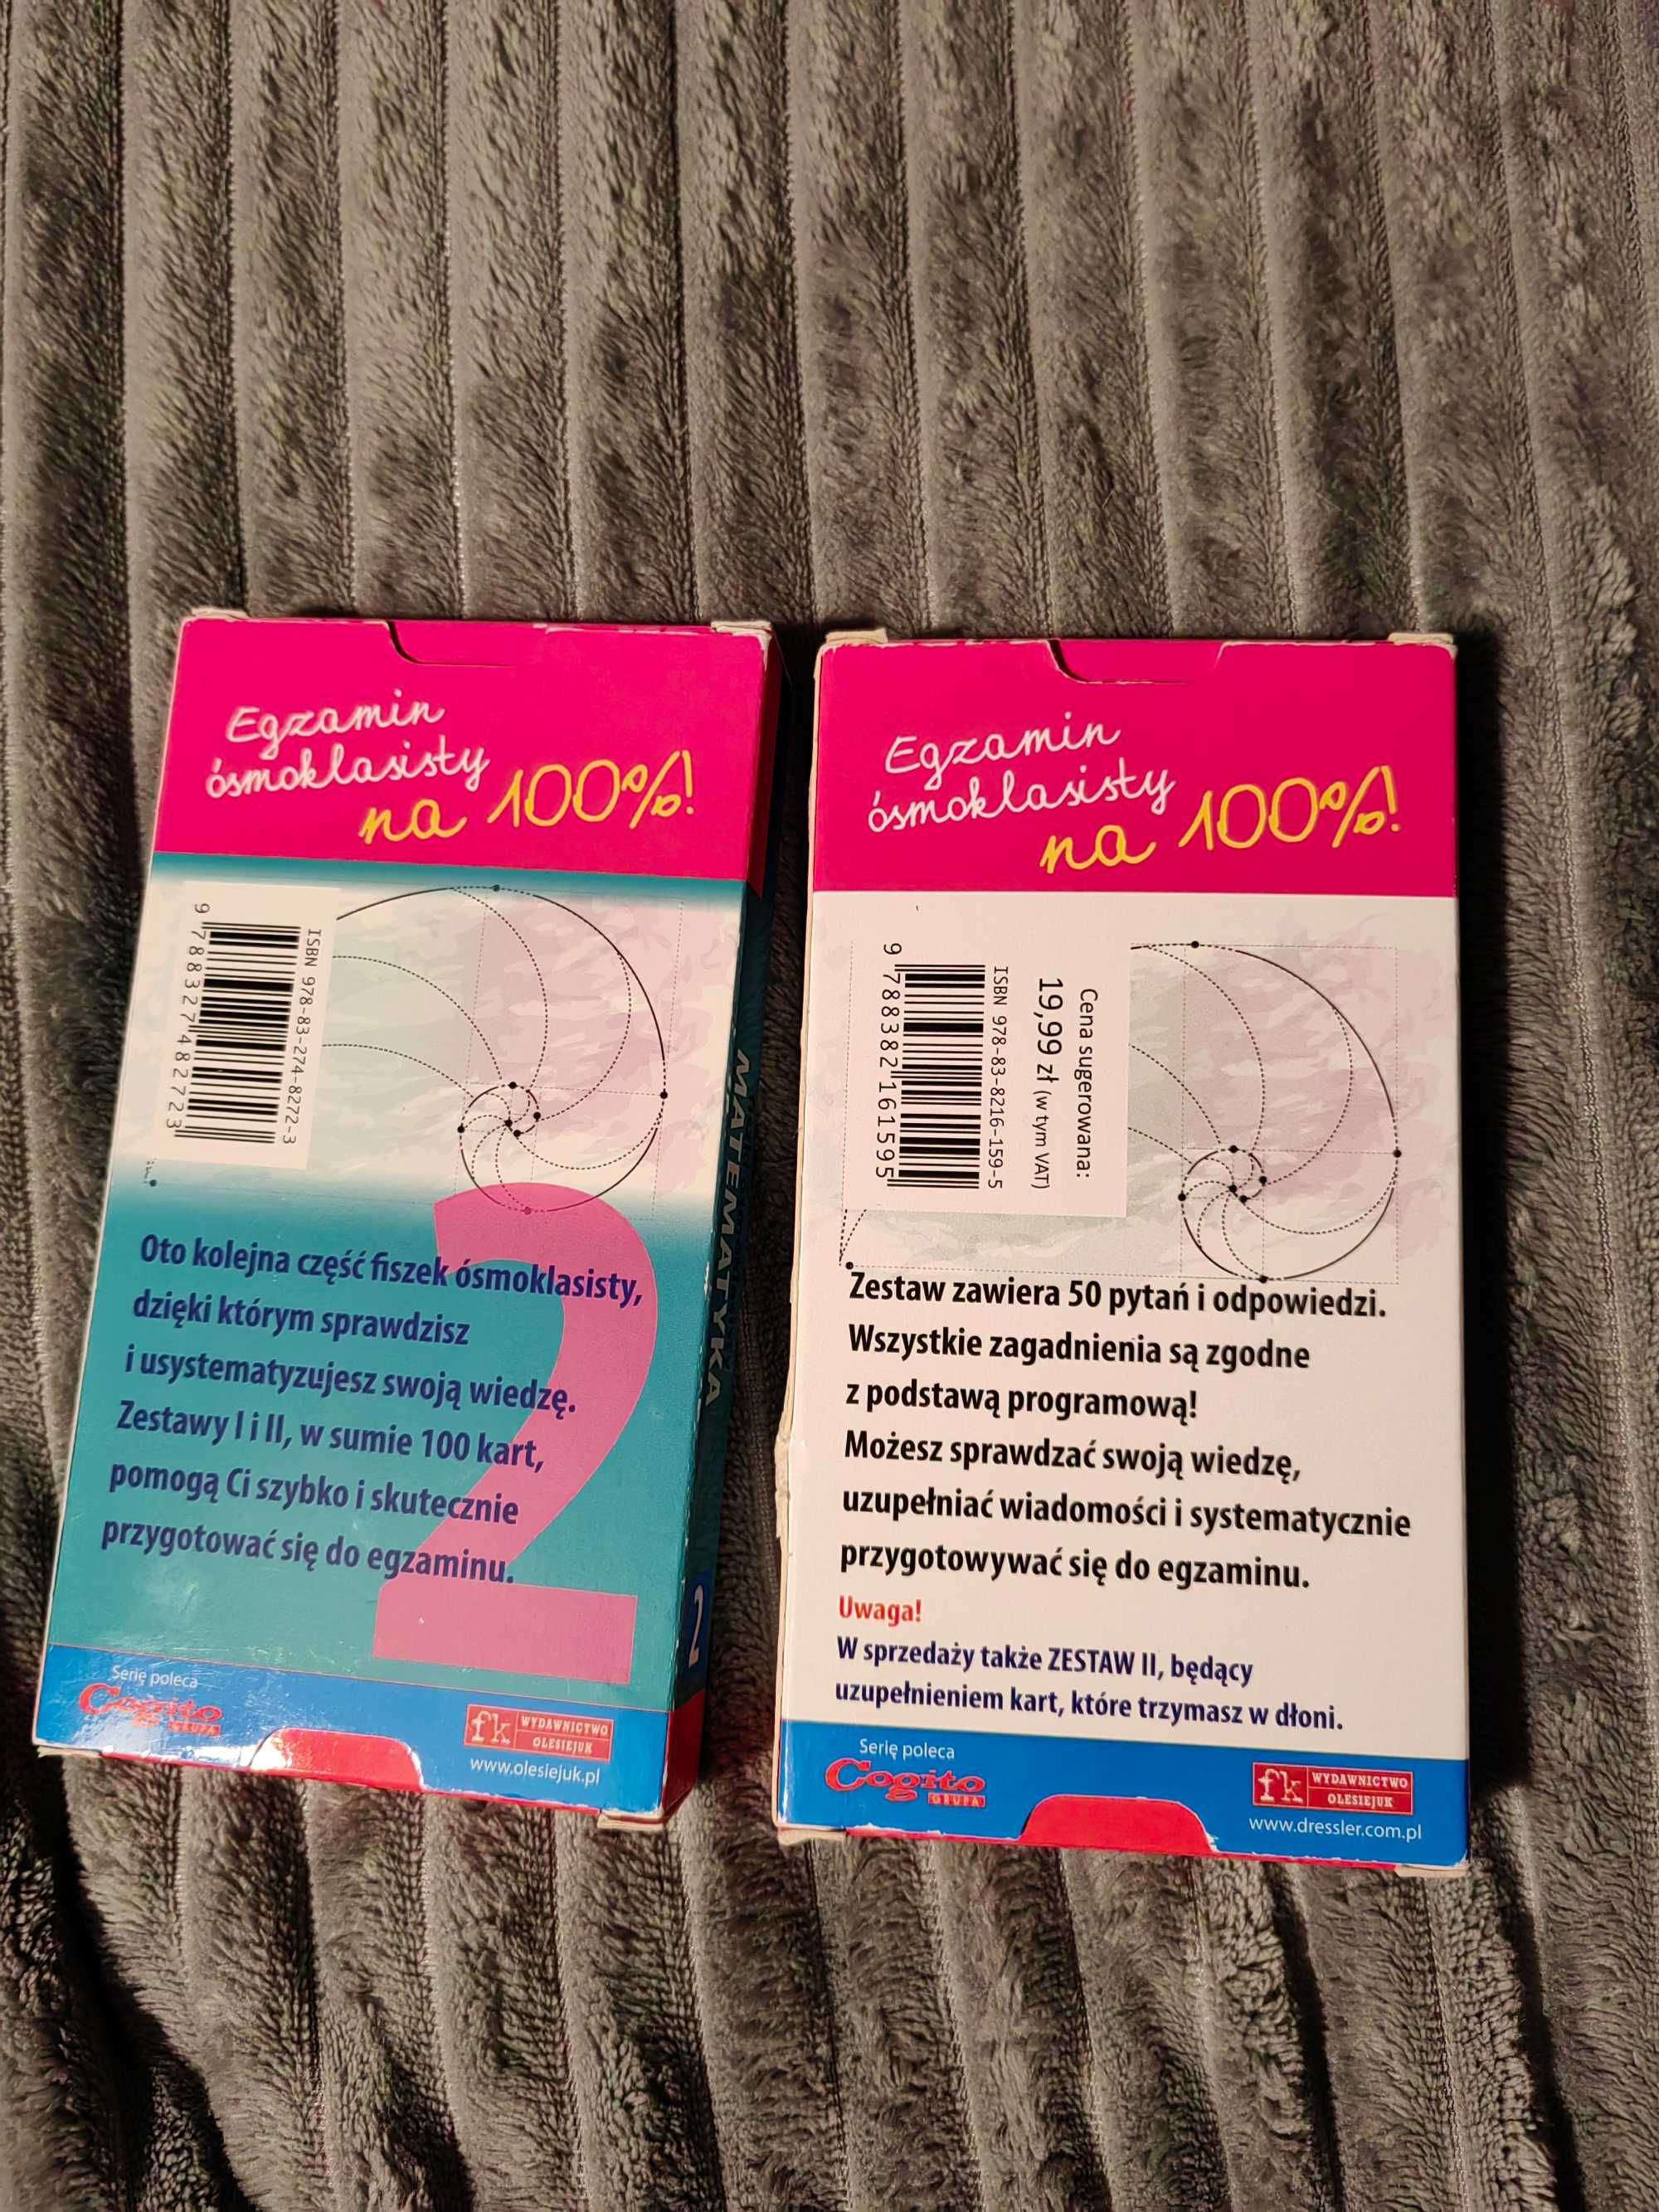 Egzamin
ósmoklasisty
na 100%!
ISBN 978-83-274-8272-3
9 788327 482723
Oto kolejna część fiszek ósmoklasisty,
dzięki którym sprawdzisz
i usystematyzujesz swoją wiedzę.
Zestawy I i II, w sumie 100 kart,
pomogą Ci szybko i skutecznie
przygotować się do egzaminu.
2
Serię poleca
Cogito
GRUPA
fk WYDAWNICTWO
OLESIEJUK
www.olesiejuk.pl
MATEMATYKA
2
Egzamin
ósmoklasisty
na 100%!
Cena sugerowana:
19,99 zł (w tym VAT)
ISBN 978-83-8216-159-5
9 788382 161595
Zestaw zawiera 50 pytań i odpowiedzi.
Wszystkie zagadnienia są zgodne
z podstawą programową!
Możesz sprawdzać swoją wiedzę,
uzupełniać wiadomości i systematycznie
przygotowywać się do egzaminu.
Uwaga!
W sprzedaży także ZESTAW II, będący
uzupełnieniem kart, które trzymasz w dłoni.
Serię poleca
Cogito
GRUPA
fk WYDAWNICTWO
OLESIEJUK
www.dressler.com.pl